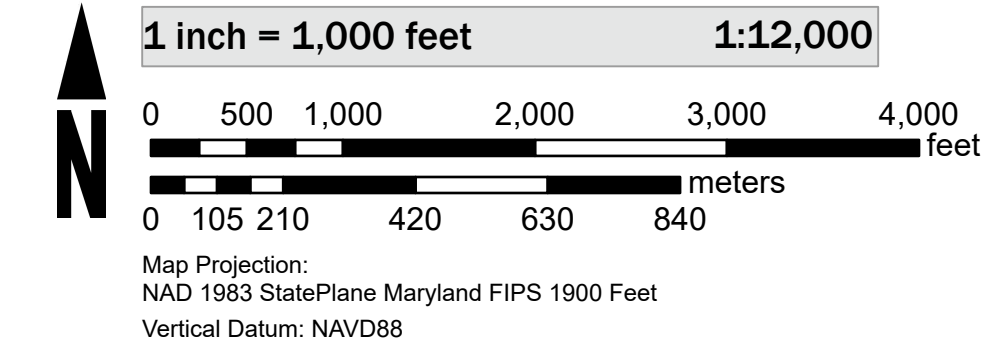 1 inch = 1,000 feet 1:12,000
0 500 1,000 2,000 3,000 4,000
feet
meters
0 105 210 420 630 840
N
Map Projection:
NAD 1983 StatePlane Maryland FIPS 1900 Feet
Vertical Datum: NAVD88